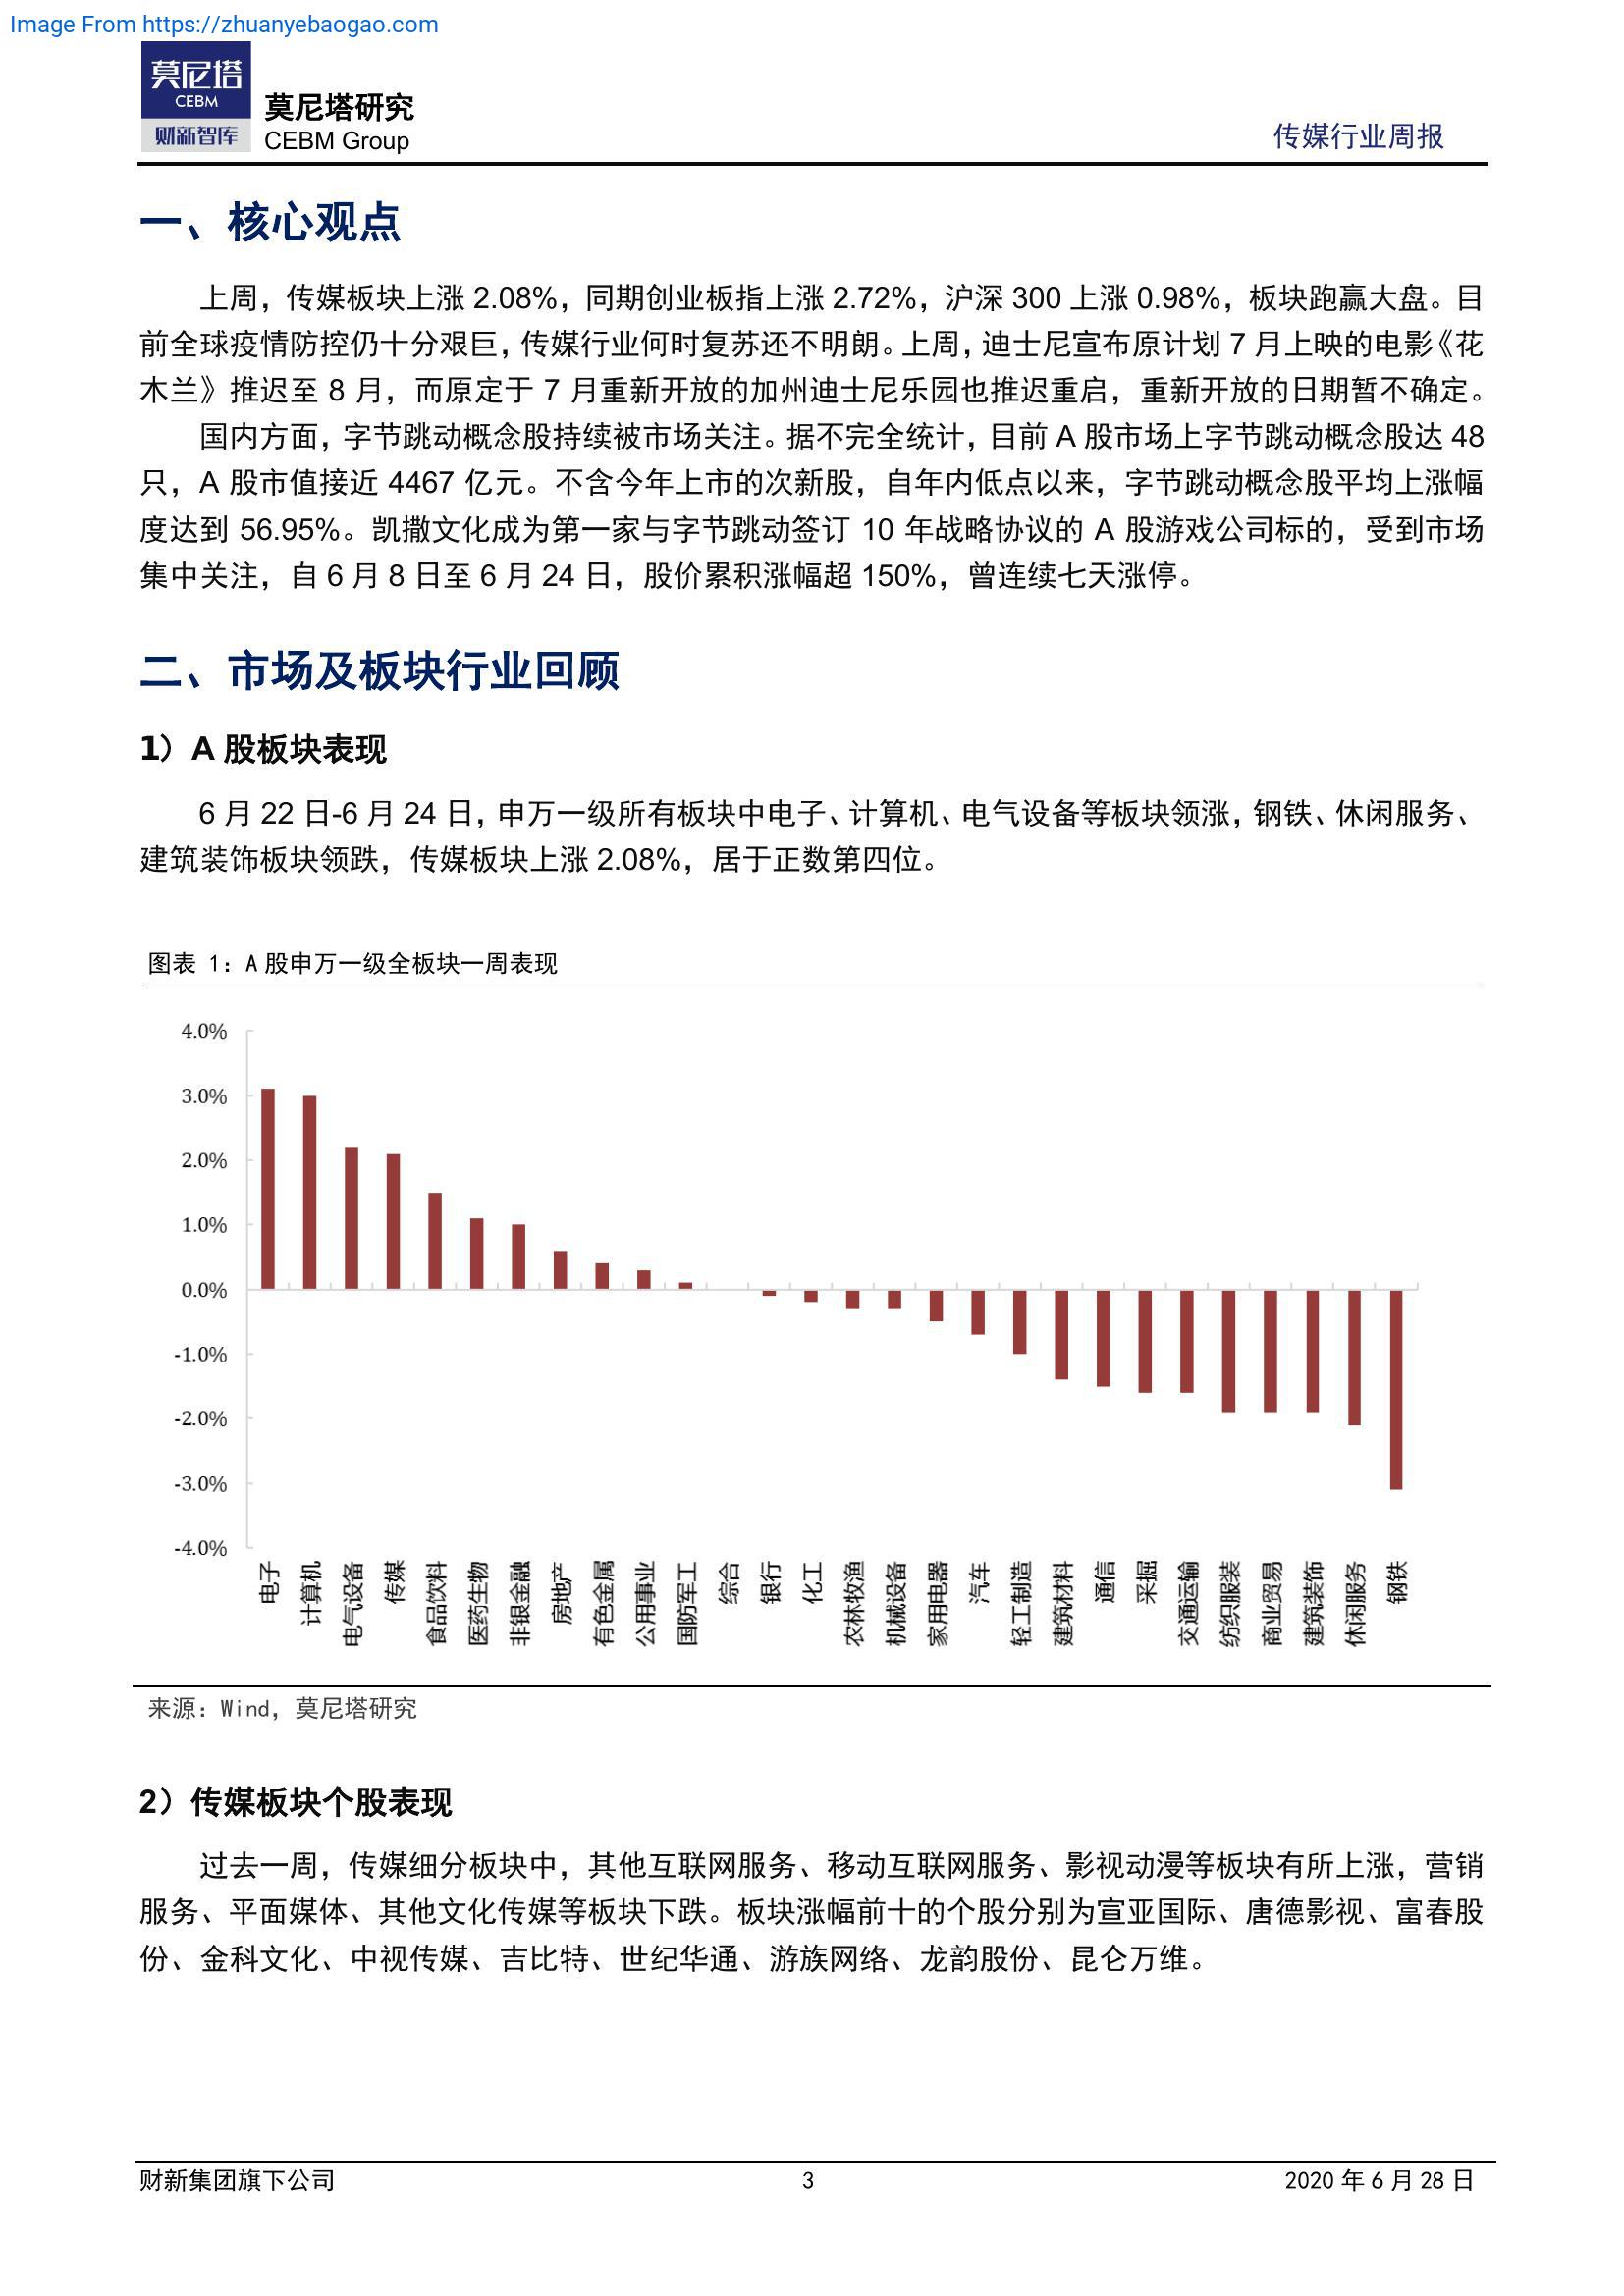 Image From https://zhuanyebaogao.com
莫尼塔
CEBM
财新智库
莫尼塔研究
CEBM Group
传媒行业周报
一、核心观点
上周，传媒板块上涨 2.08%，同期创业板指上涨 2.72%，沪深 300 上涨 0.98%，板块跑赢大盘。目
前全球疫情防控仍十分艰巨，传媒行业何时复苏还不明朗。上周，迪士尼宣布原计划 7 月上映的电影《花
木兰》推迟至 8 月，而原定于 7 月重新开放的加州迪士尼乐园也推迟重启，重新开放的日期暂不确定。
国内方面，字节跳动概念股持续被市场关注。据不完全统计，目前 A 股市场上字节跳动概念股达 48
只，A 股市值接近 4467 亿元。不含今年上市的次新股，自年内低点以来，字节跳动概念股平均上涨幅
度达到 56.95%。凯撒文化成为第一家与字节跳动签订 10 年战略协议的 A 股游戏公司标的，受到市场
集中关注，自 6 月 8 日至 6 月 24 日，股价累积涨幅超 150%，曾连续七天涨停。
二、市场及板块行业回顾
1）A 股板块表现
6 月 22 日-6 月 24 日，申万一级所有板块中电子、计算机、电气设备等板块领涨，钢铁、休闲服务、
建筑装饰板块领跌，传媒板块上涨 2.08%，居于正数第四位。
图表 1：A 股申万一级全板块一周表现
4.0%
3.0%
2.0%
1.0%
0.0%
-1.0%
-2.0%
-3.0%
-4.0%
电子
计算机
电气设备
传媒
食品饮料
医药生物
非银金融
房地产
有色金属
公用事业
国防军工
综合
银行
化工
农林牧渔
机械设备
家用电器
汽车
轻工制造
建筑材料
通信
采掘
交通运输
纺织服装
商业贸易
建筑装饰
休闲服务
钢铁
来源：Wind，莫尼塔研究
2）传媒板块个股表现
过去一周，传媒细分板块中，其他互联网服务、移动互联网服务、影视动漫等板块有所上涨，营销
服务、平面媒体、其他文化传媒等板块下跌。板块涨幅前十的个股分别为宣亚国际、唐德影视、富春股
份、金科文化、中视传媒、吉比特、世纪华通、游族网络、龙韵股份、昆仑万维。
财新集团旗下公司
3
2020 年 6 月 28 日